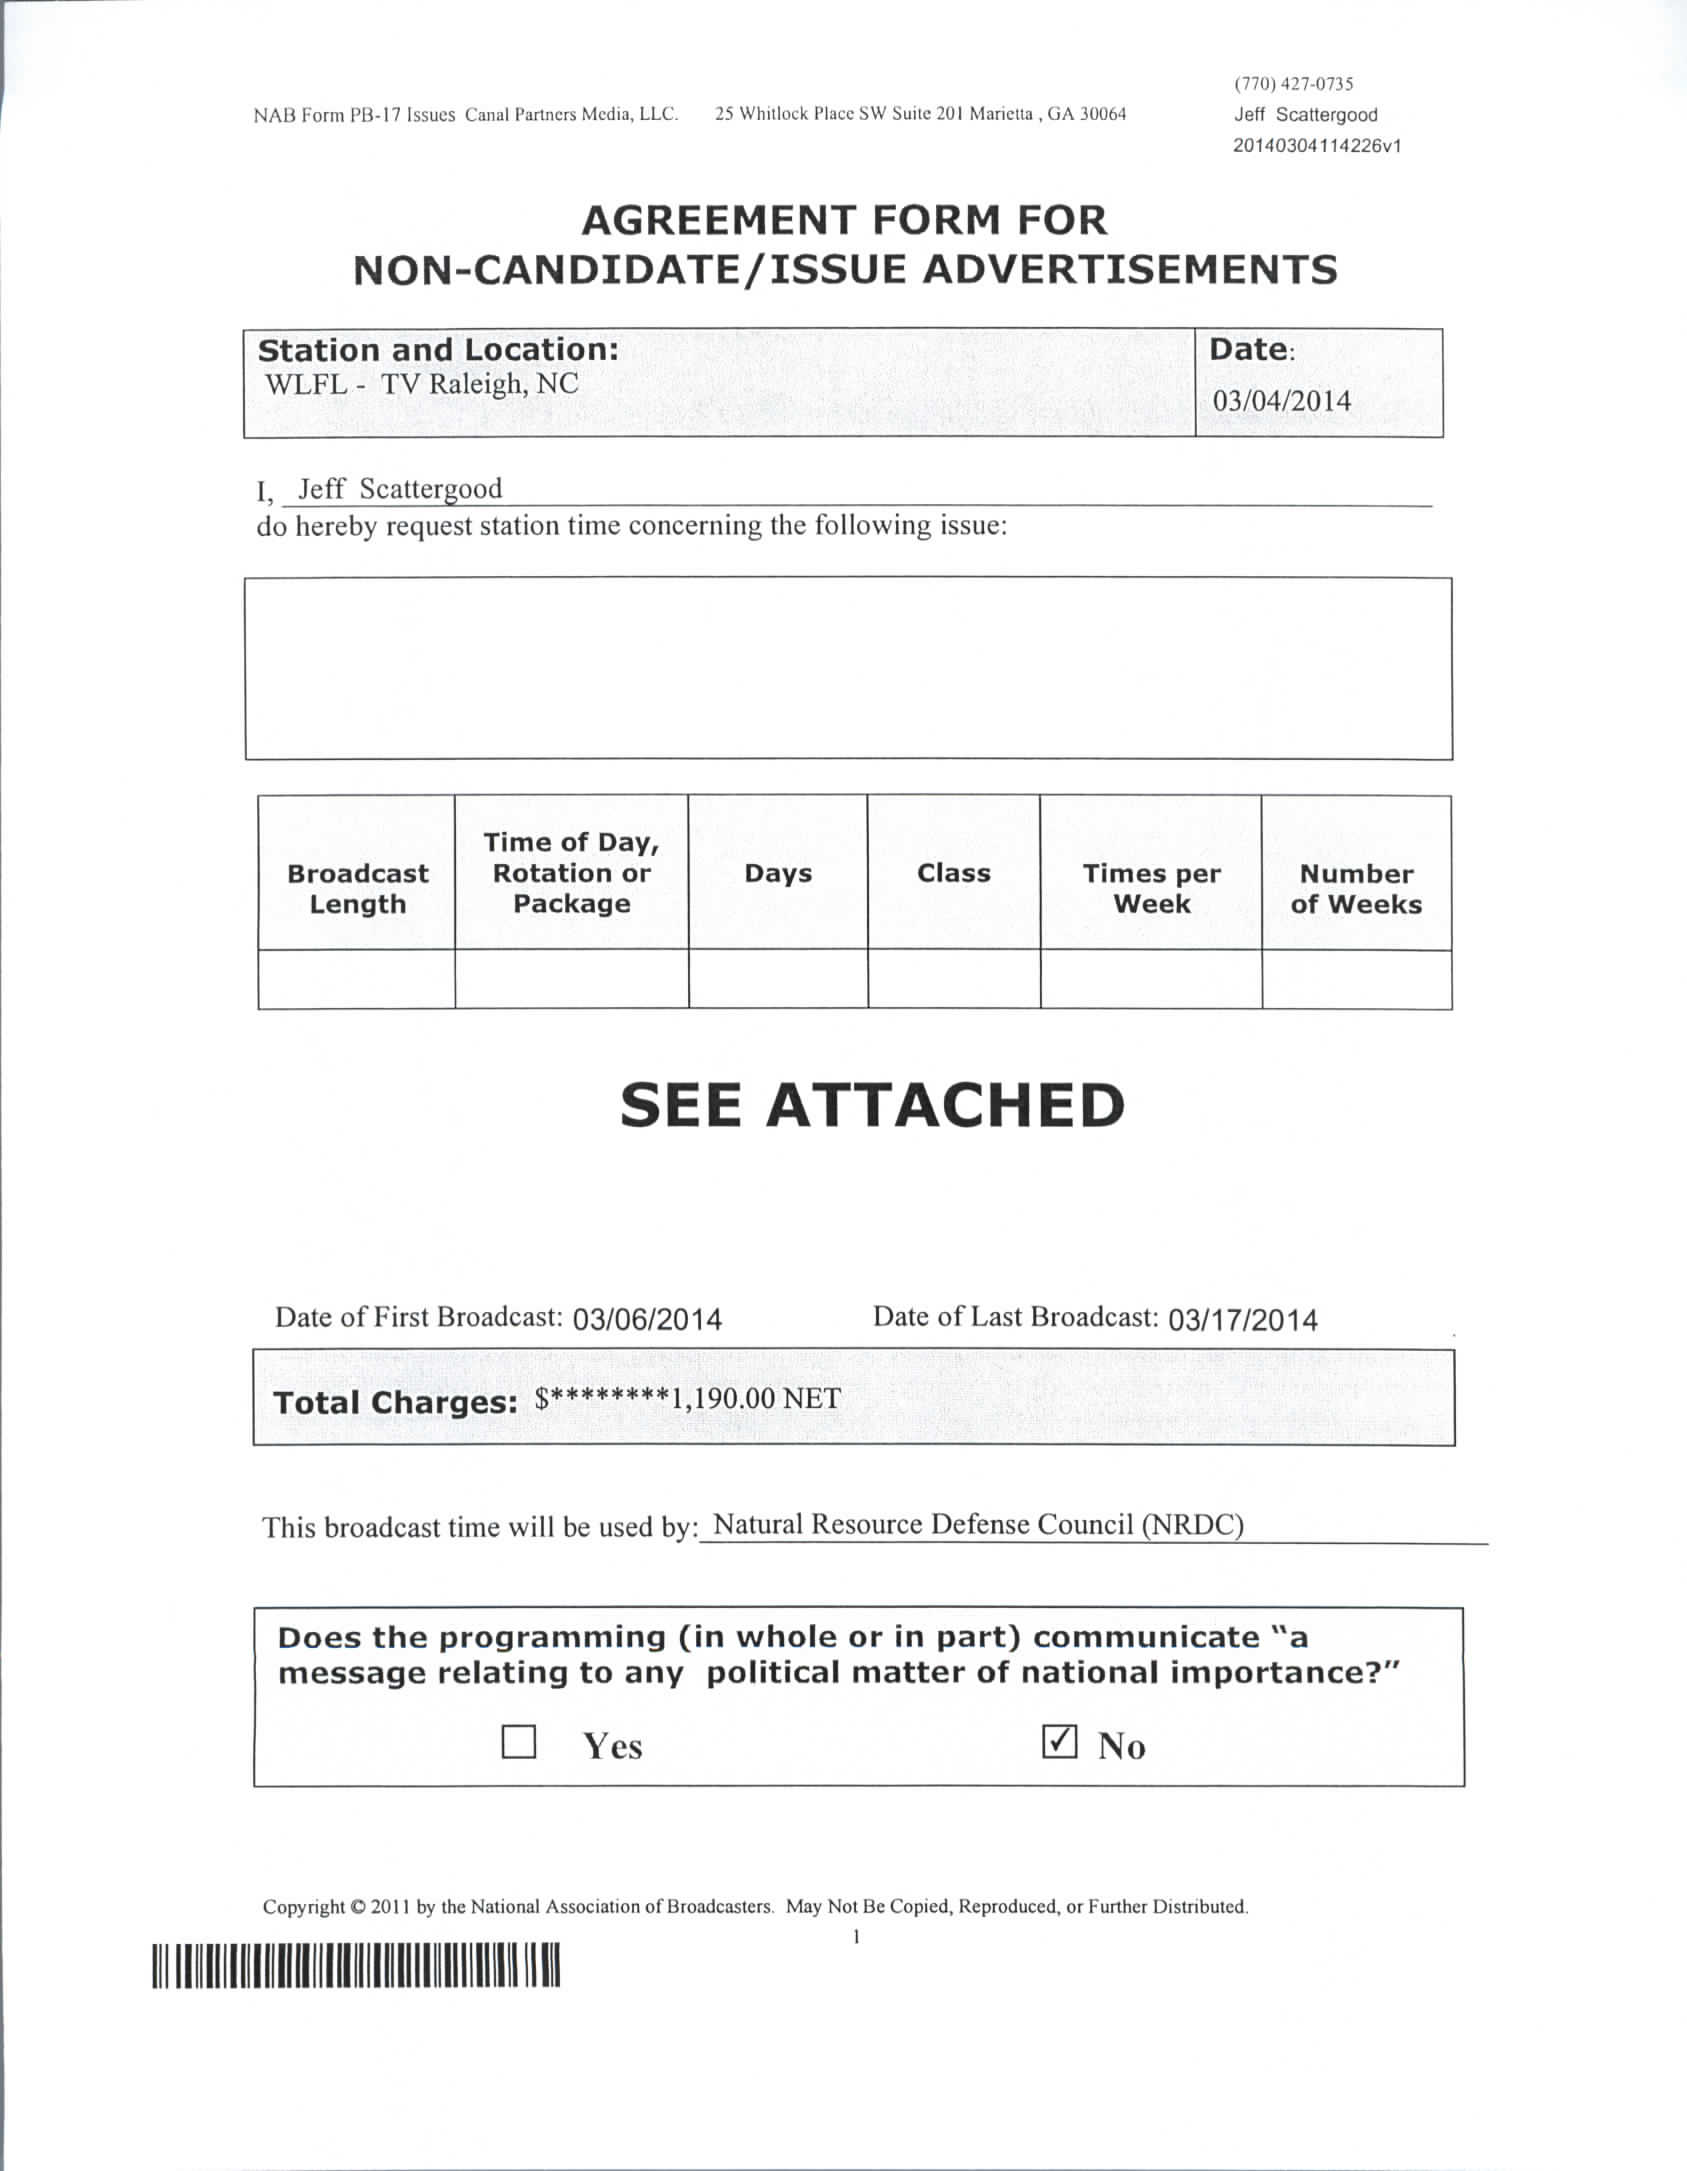 (770) 427-0735
NAB Form PB-17 Issues Canal Partners Media, LLC. 25 Whitlock Place SW Suite 201 Marietta , GA 30064
Jeff Scattergood
20140304114226v1
AGREEMENT FORM FOR
NON-CANDIDATE/ISSUE ADVERTISEMENTS
Station and Location:
WLFL - TV Raleigh, NC
Date:
03/04/2014
I, Jeff Scattergood
do hereby request station time concerning the following issue:
Broadcast
Length
Time of Day,
Rotation or
Package
Days
Class
Times per
Week
Number
of Weeks
SEE ATTACHED
Date of First Broadcast: 03/06/2014 Date of Last Broadcast: 03/17/2014
Total Charges: $********1,190.00 NET
This broadcast time will be used by: Natural Resource Defense Council (NRDC)
Does the programming (in whole or in part) communicate “a
message relating to any political matter of national importance?”
☐ Yes ☑ No
Copyright © 2011 by the National Association of Broadcasters. May Not Be Copied, Reproduced, or Further Distributed.
1